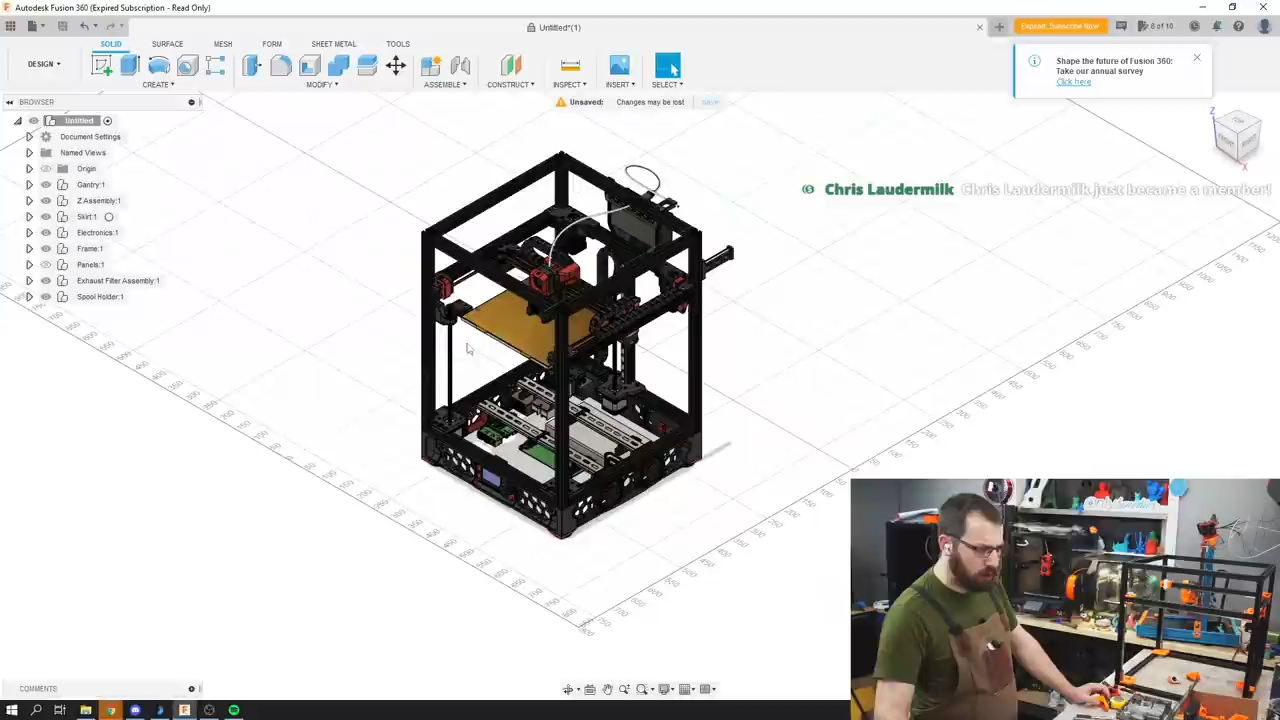 Autodesk Fusion 360 (Expired Subscription - Read Only)
Untitled*(1)
Expired: Subscribe Now
8 of 10
SOLID
SURFACE
MESH
FORM
SHEET METAL
TOOLS
DESIGN
CREATE
MODIFY
ASSEMBLE
CONSTRUCT
INSPECT
INSERT
SELECT
Shape the future of Fusion 360:
Take our annual survey
Click here
BROWSER
Unsaved: Changes may be lost Save
Untitled
Document Settings
Named Views
Origin
Gantry:1
Z Assembly:1
Skirt:1
Electronics:1
Frame:1
Panels:1
Exhaust Filter Assembly:1
Spool Holder:1
TOP
FRONT
RIGHT
Z
X
Chris Laudermilk Chris Laudermilk just became a member!
COMMENTS